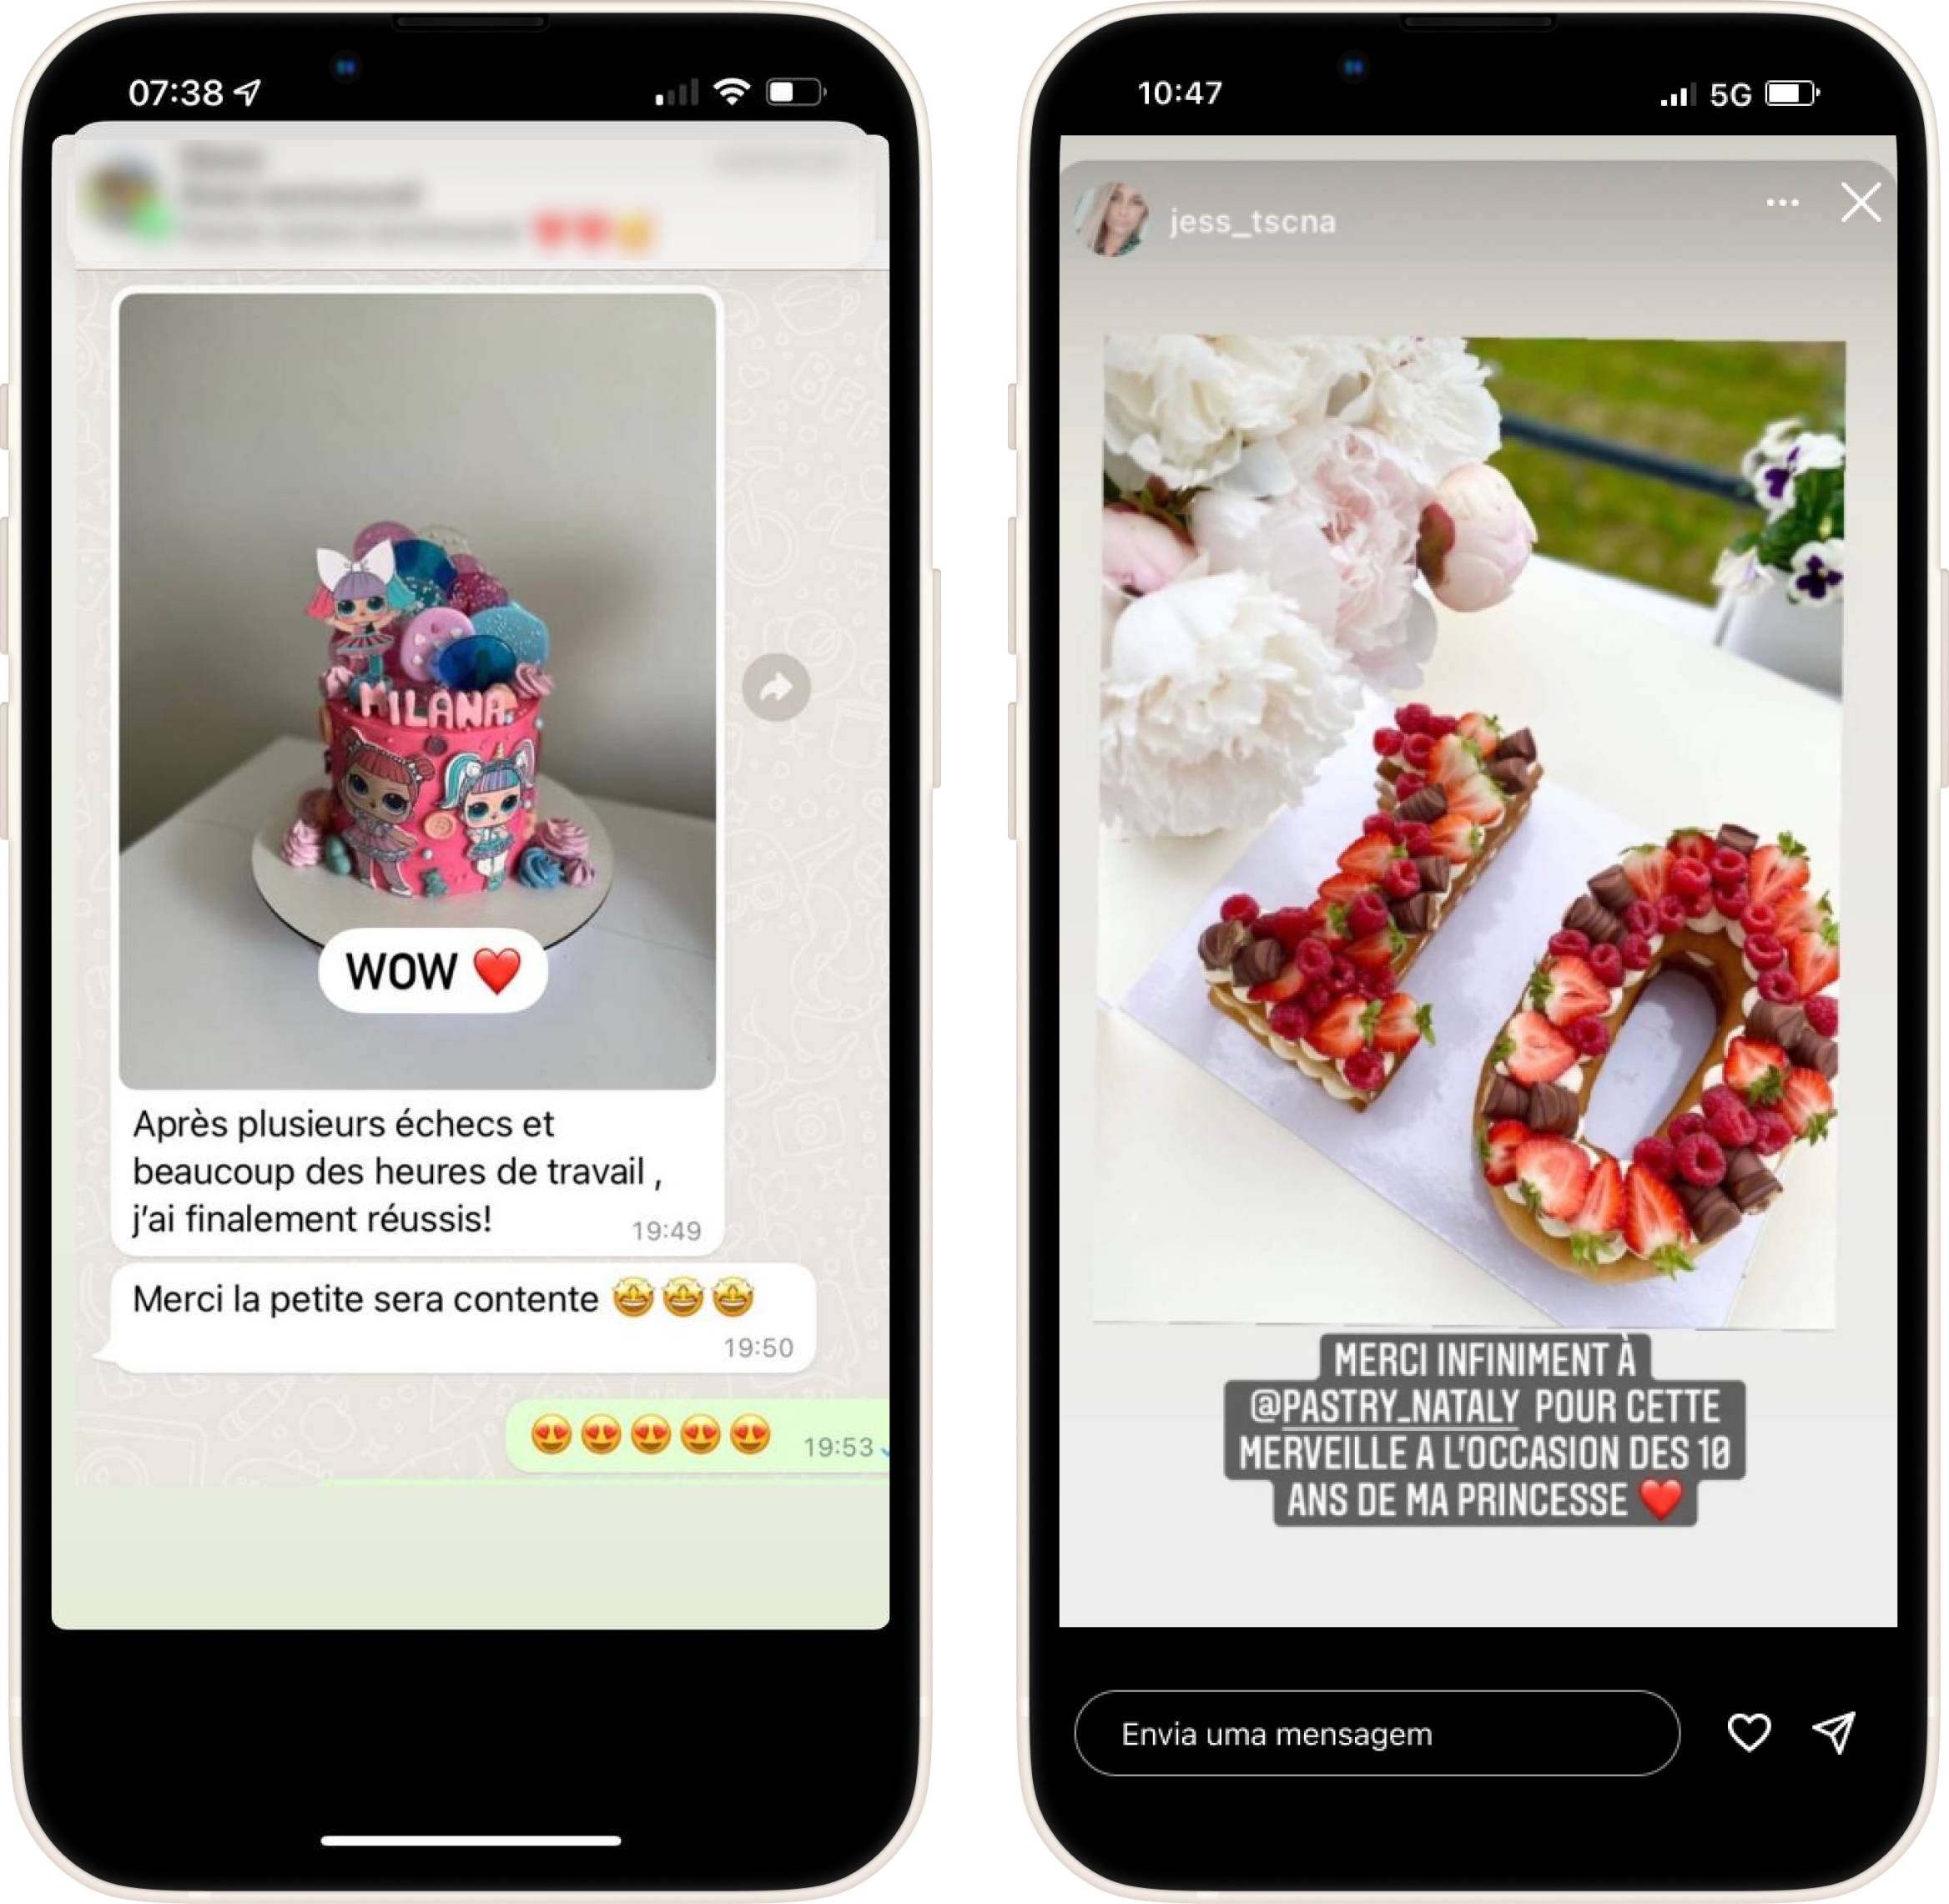 07:38
MILANA
WOW ❤️
Après plusieurs échecs et
beaucoup des heures de travail ,
j'ai finalement réussis!
19:49
Merci la petite sera contente 🤩🤩🤩
19:50
😍😍😍😍😍
19:53
10:47
5G
jess_tscna
10
MERCI INFINIMENT À
@PASTRY_NATALY POUR CETTE
MERVEILLE A L'OCCASION DES 10
ANS DE MA PRINCESSE ❤️
Envia uma mensagem